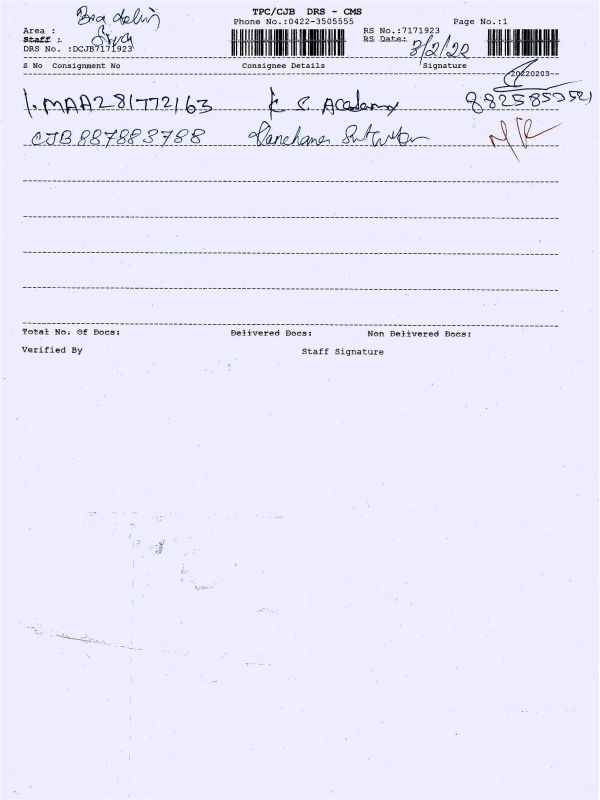 TPC/CJB DRS - CMS
Phone No.:0422-3505555 Page No.:1
Area :
Staff :
DRS No. :DCJB7171923
RS No.:7171923
RS Date: 3/2/22
S No Consignment No Consignee Details Signature
--20220203--
1. MAA281772163 K S Academy 8825855521
CJB887883788
Total No. Of Docs: Delivered Docs: Non Delivered Docs:
Verified By Staff Signature